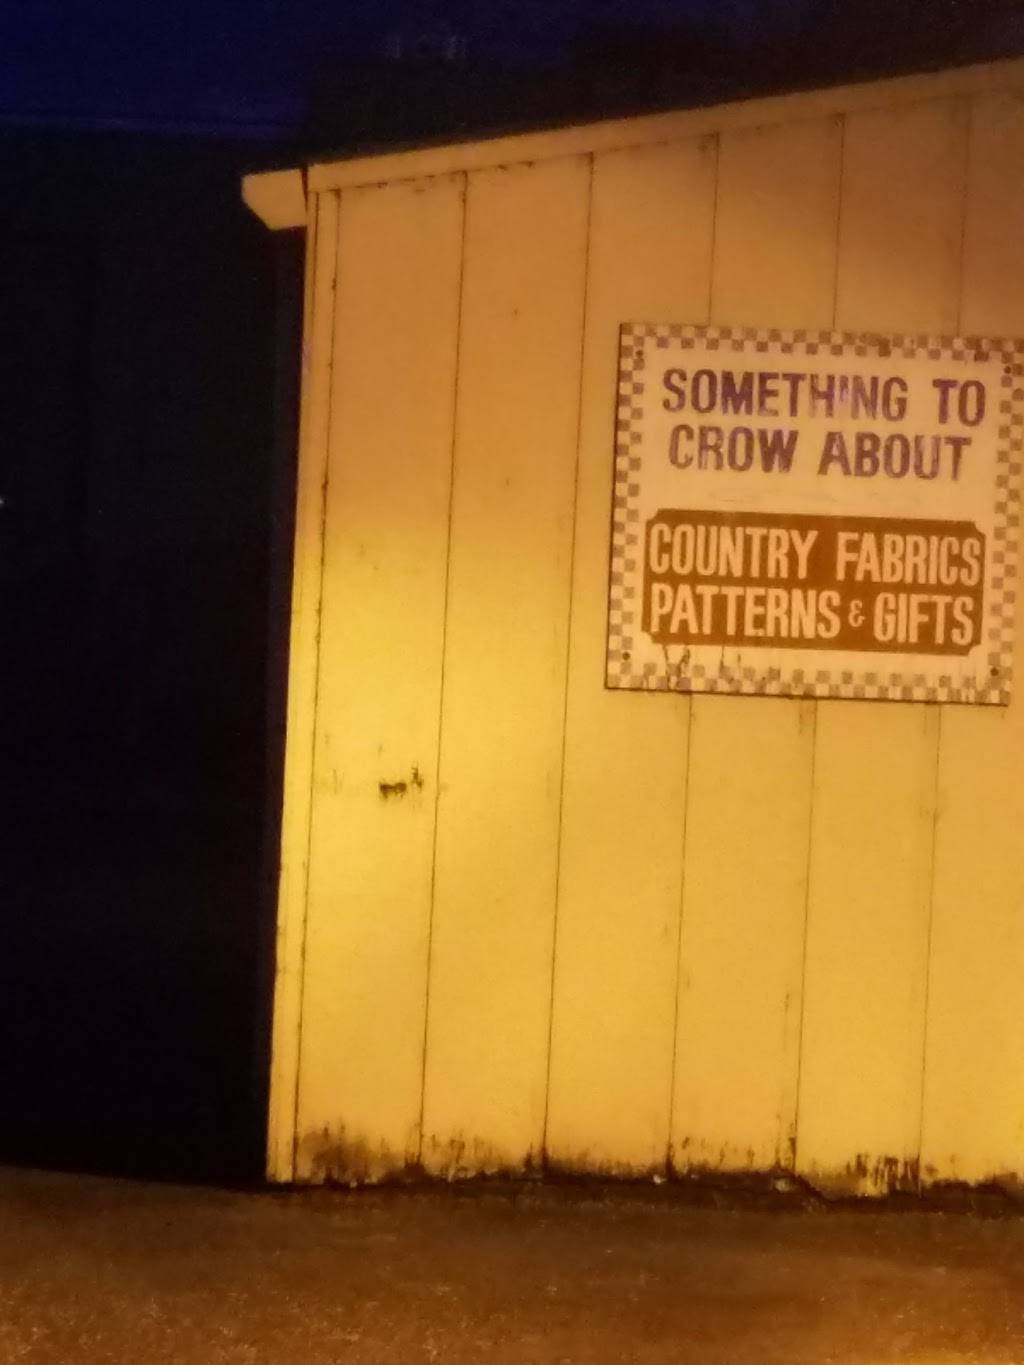 SOMETHING TO
CROW ABOUT
COUNTRY FABRICS
PATTERNS & GIFTS